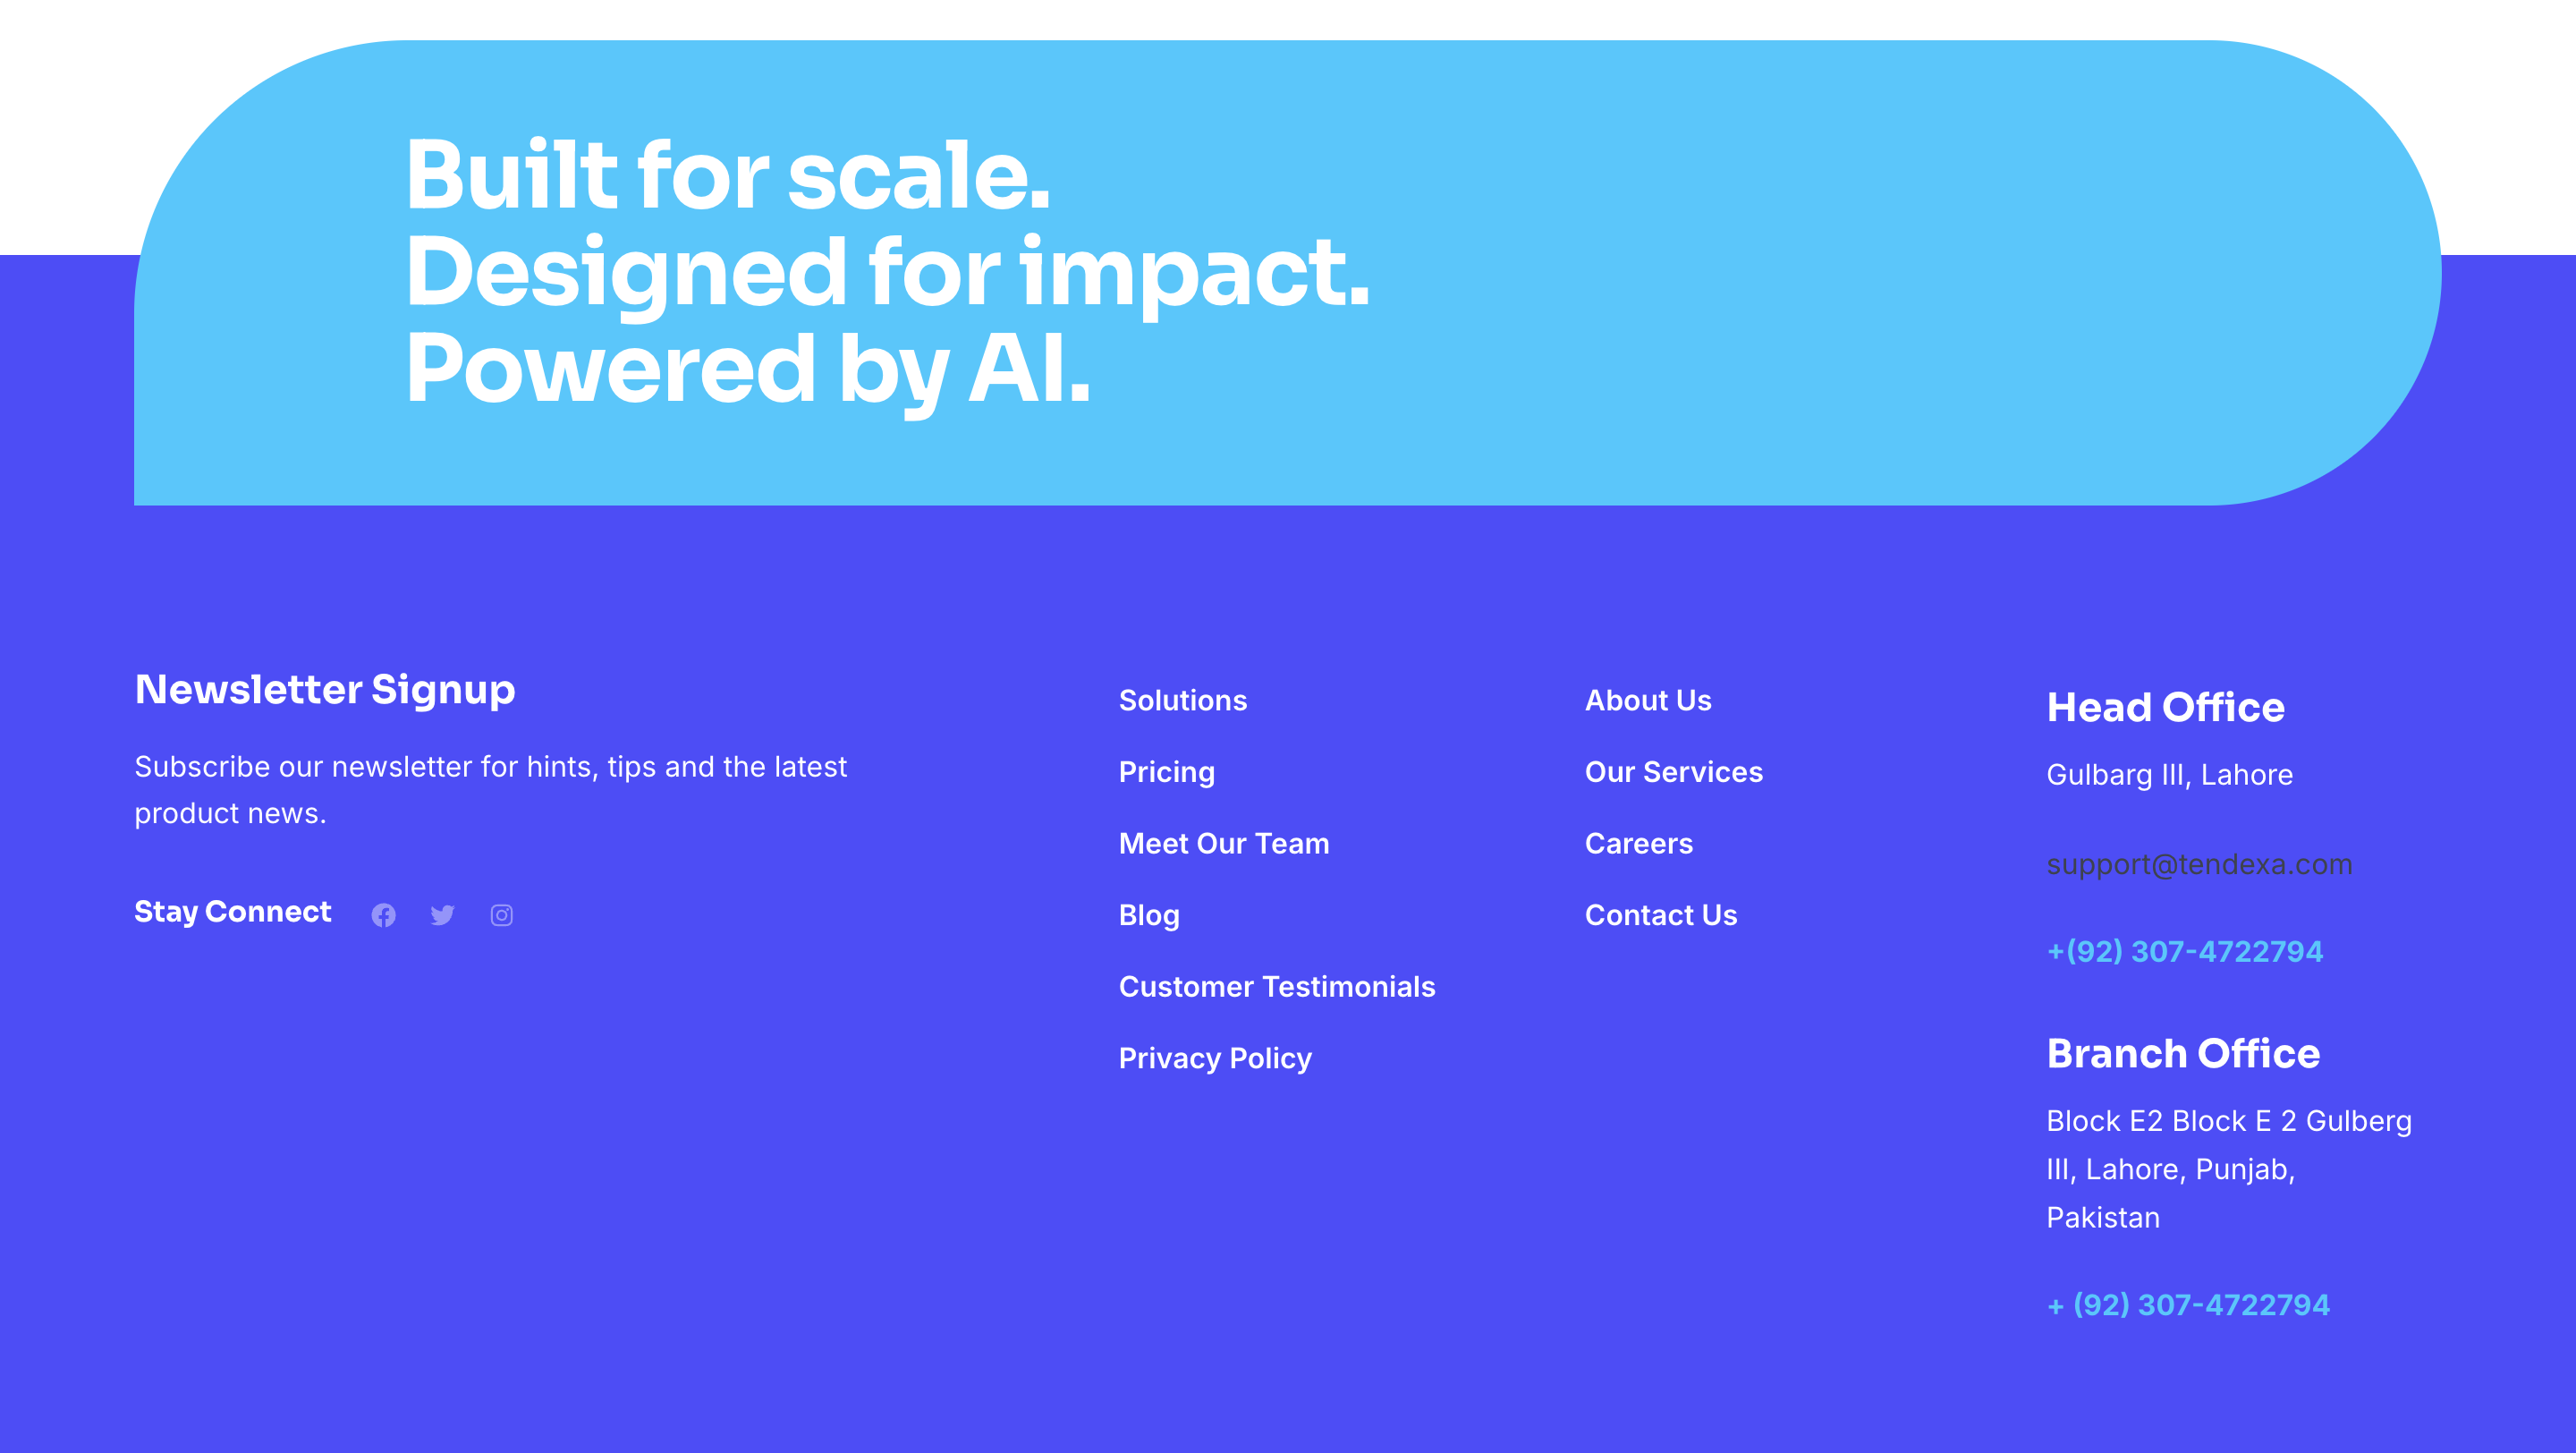 Built for scale.
Designed for impact.
Powered by AI.
Newsletter Signup
Subscribe our newsletter for hints, tips and the latest
product news.
Stay Connect
Solutions
Pricing
Meet Our Team
Blog
Customer Testimonials
Privacy Policy
About Us
Our Services
Careers
Contact Us
Head Office
Gulbarg III, Lahore
support@tendexa.com
+(92) 307-4722794
Branch Office
Block E2 Block E 2 Gulberg
III, Lahore, Punjab,
Pakistan
+ (92) 307-4722794